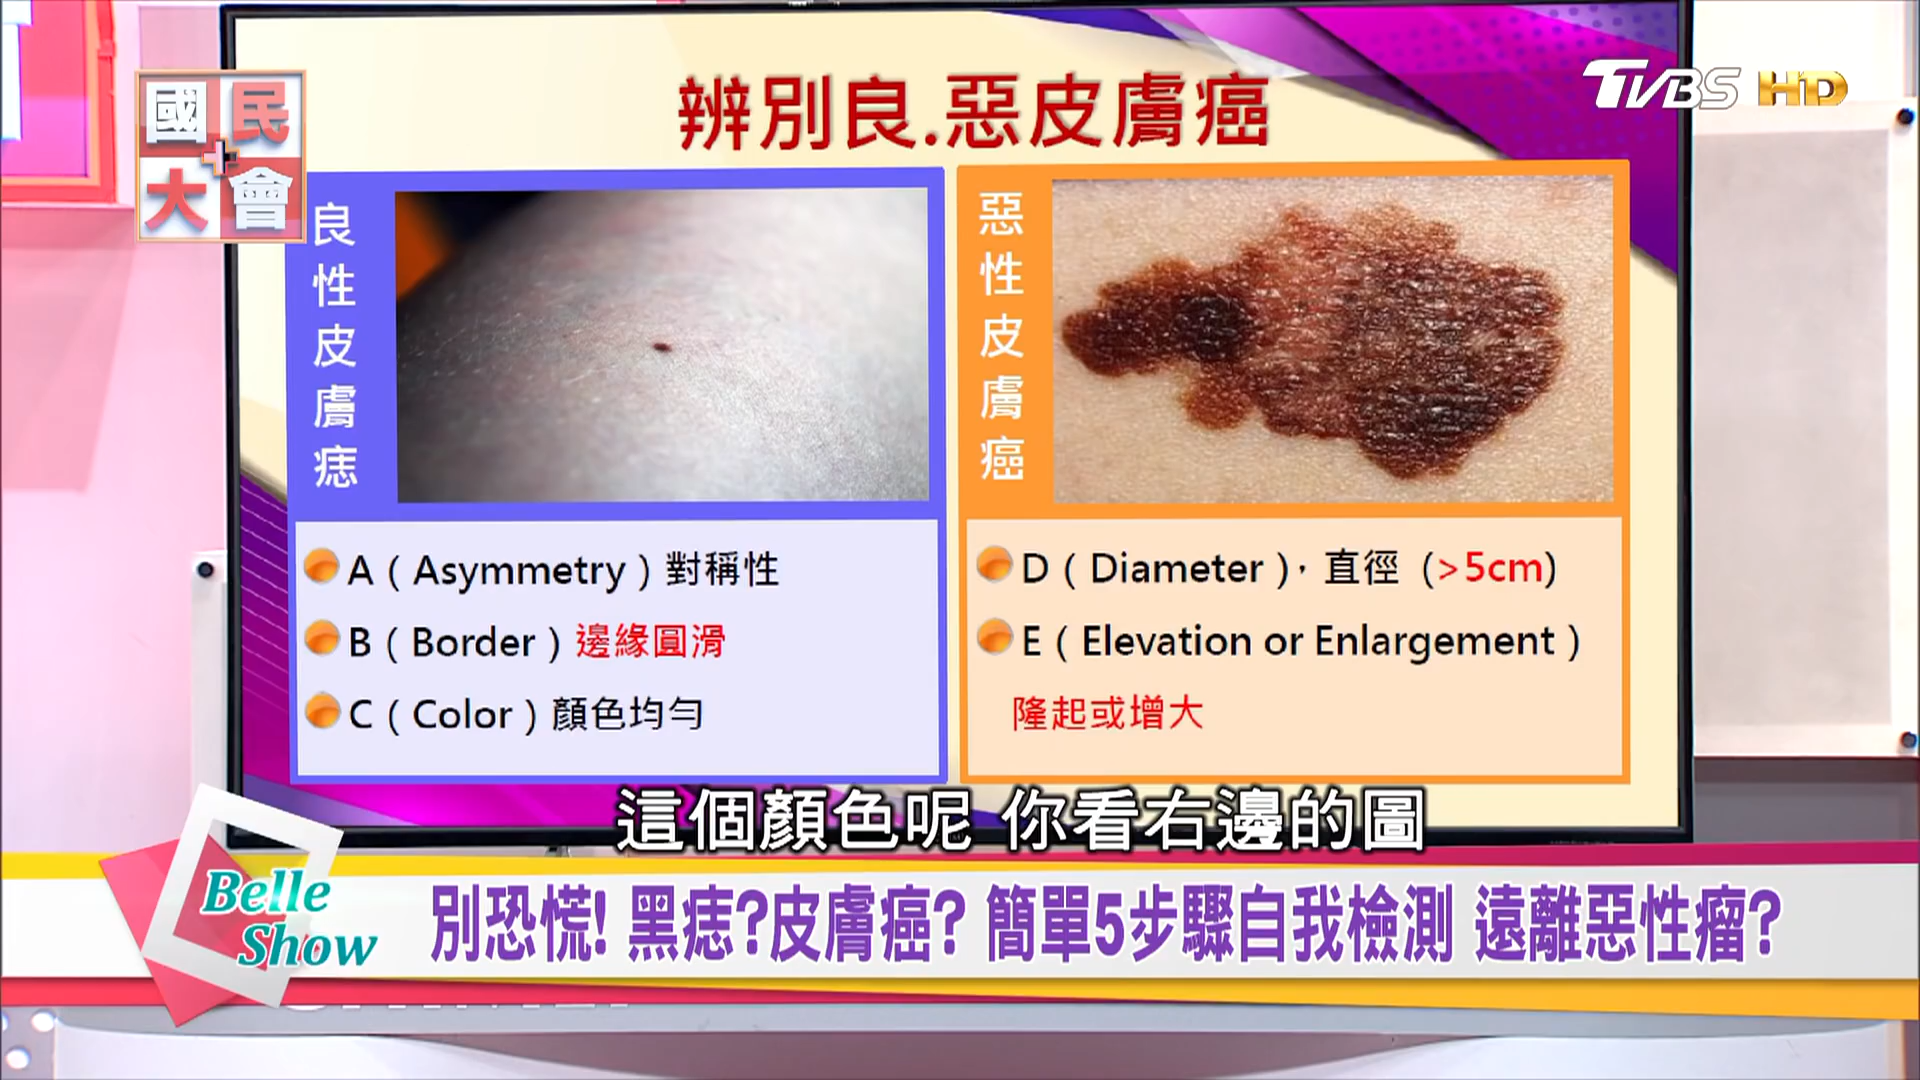 國民大會
TVBS HD
辨別良.惡皮膚癌
良性皮膚痣
惡性皮膚癌
A ( Asymmetry ) 對稱性
B ( Border ) 邊緣圓滑
C ( Color ) 顏色均勻
D ( Diameter ), 直徑 (>5cm)
E ( Elevation or Enlargement )
隆起或增大
這個顏色呢 你看右邊的圖
Belle Show
別恐慌! 黑痣?皮膚癌? 簡單5步驟自我檢測 遠離惡性瘤?